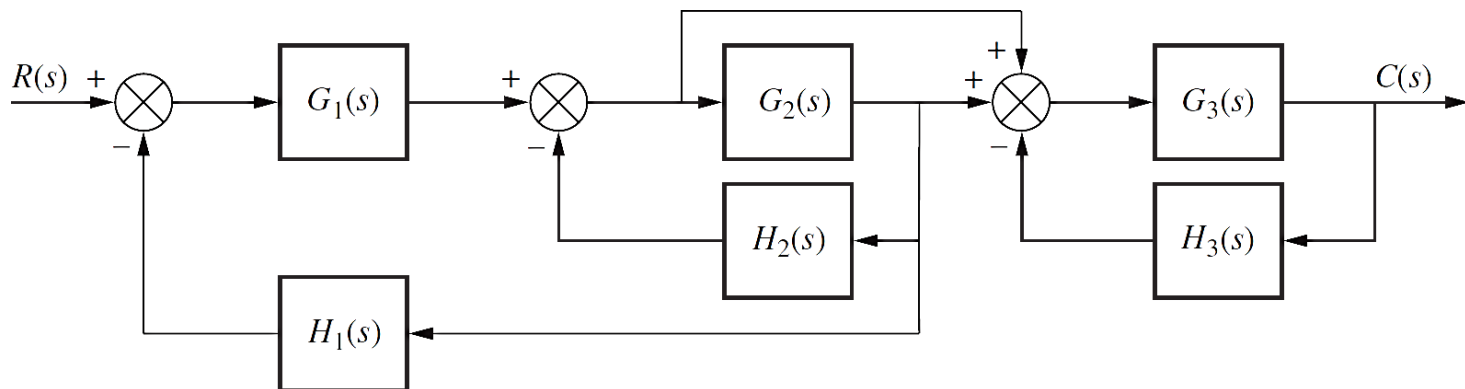 R(s) + − G₁(s) + − G₂(s) + + − G₃(s) C(s)
H₂(s) H₃(s)
H₁(s)